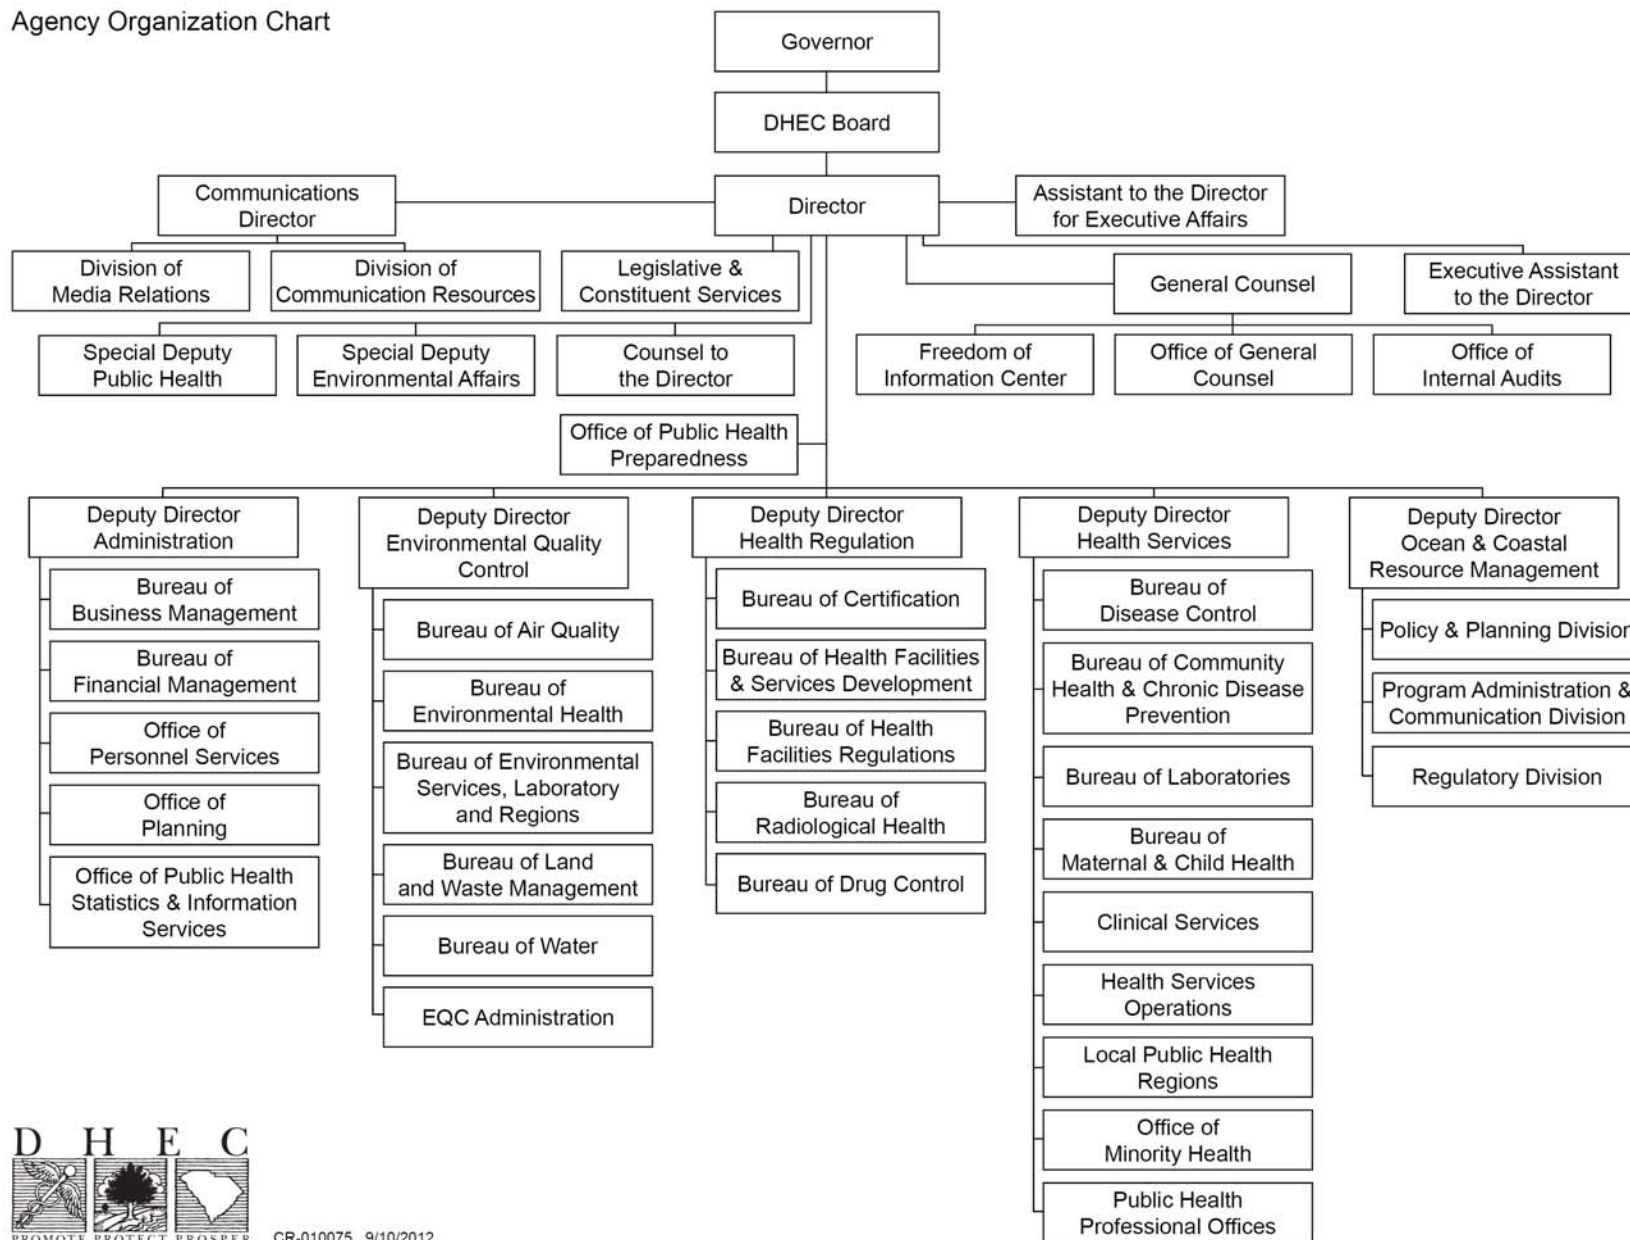 Agency Organization Chart
Governor
DHEC Board
Communications
Director
Director
Assistant to the Director
for Executive Affairs
Division of
Media Relations
Division of
Communication Resources
Legislative &
Constituent Services
General Counsel
Executive Assistant
to the Director
Special Deputy
Public Health
Special Deputy
Environmental Affairs
Counsel to
the Director
Freedom of
Information Center
Office of General
Counsel
Office of
Internal Audits
Office of Public Health
Preparedness
Deputy Director
Administration
Bureau of
Business Management
Bureau of
Financial Management
Office of
Personnel Services
Office of
Planning
Office of Public Health
Statistics & Information
Services
Deputy Director
Environmental Quality
Control
Bureau of Air Quality
Bureau of
Environmental Health
Bureau of Environmental
Services, Laboratory
and Regions
Bureau of Land
and Waste Management
Bureau of Water
EQC Administration
Deputy Director
Health Regulation
Bureau of Certification
Bureau of Health Facilities
& Services Development
Bureau of Health
Facilities Regulations
Bureau of
Radiological Health
Bureau of Drug Control
Deputy Director
Health Services
Bureau of
Disease Control
Bureau of Community
Health & Chronic Disease
Prevention
Bureau of Laboratories
Bureau of
Maternal & Child Health
Clinical Services
Health Services
Operations
Local Public Health
Regions
Office of
Minority Health
Public Health
Professional Offices
Deputy Director
Ocean & Coastal
Resource Management
Policy & Planning Division
Program Administration &
Communication Division
Regulatory Division
D H E C
PROMOTE PROTECT PROSPER
CR-010075 9/10/2012